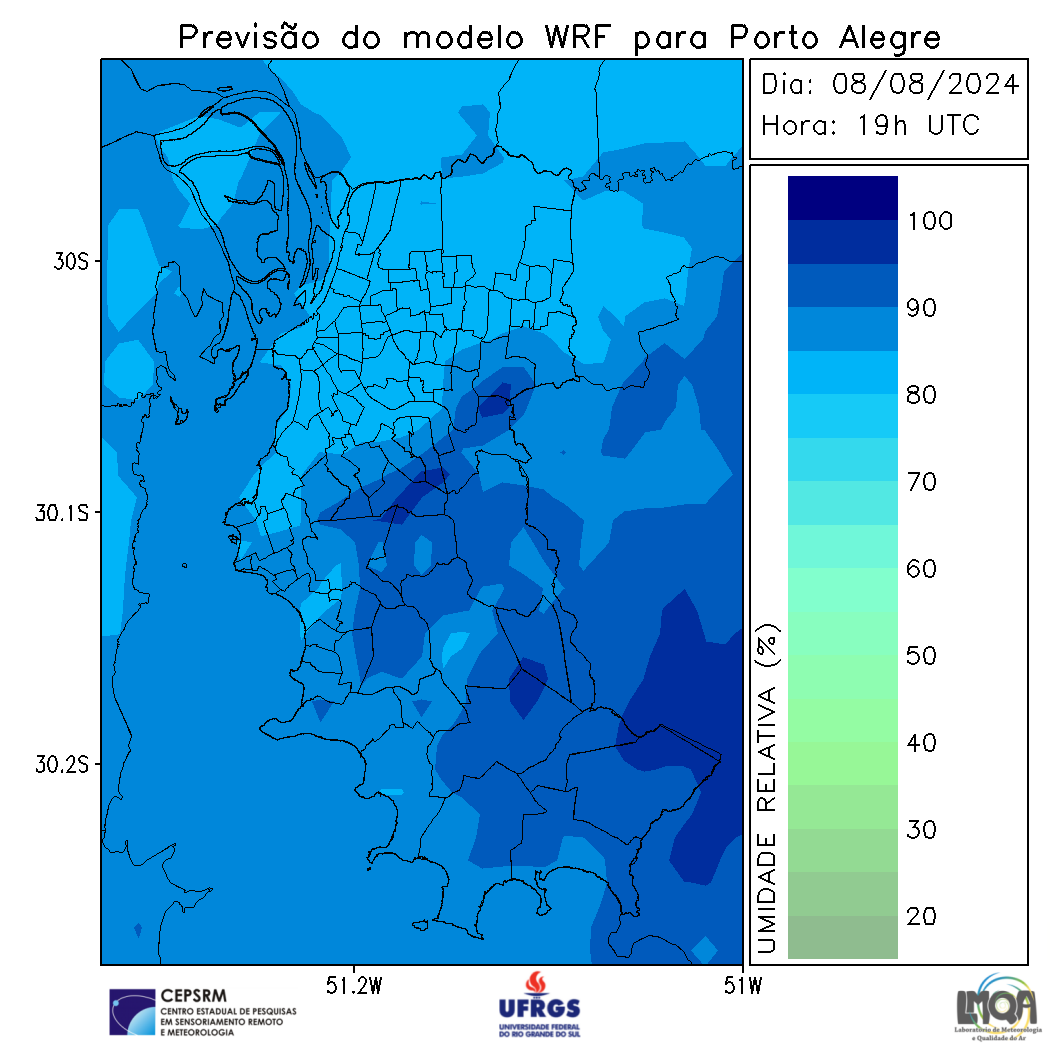 Previsão do modelo WRF para Porto Alegre
Dia: 08/08/2024
Hora: 19h UTC
30S
30.1S
30.2S
51.2W
51W
100
90
80
70
60
50
40
30
20
UMIDADE RELATIVA (%)
CEPSRM
CENTRO ESTADUAL DE PESQUISAS
EM SENSORIAMENTO REMOTO
E METEOROLOGIA
UFRGS
UNIVERSIDADE FEDERAL
DO RIO GRANDE DO SUL
LMQA
Laboratório de Meteorologia
e Qualidade do Ar